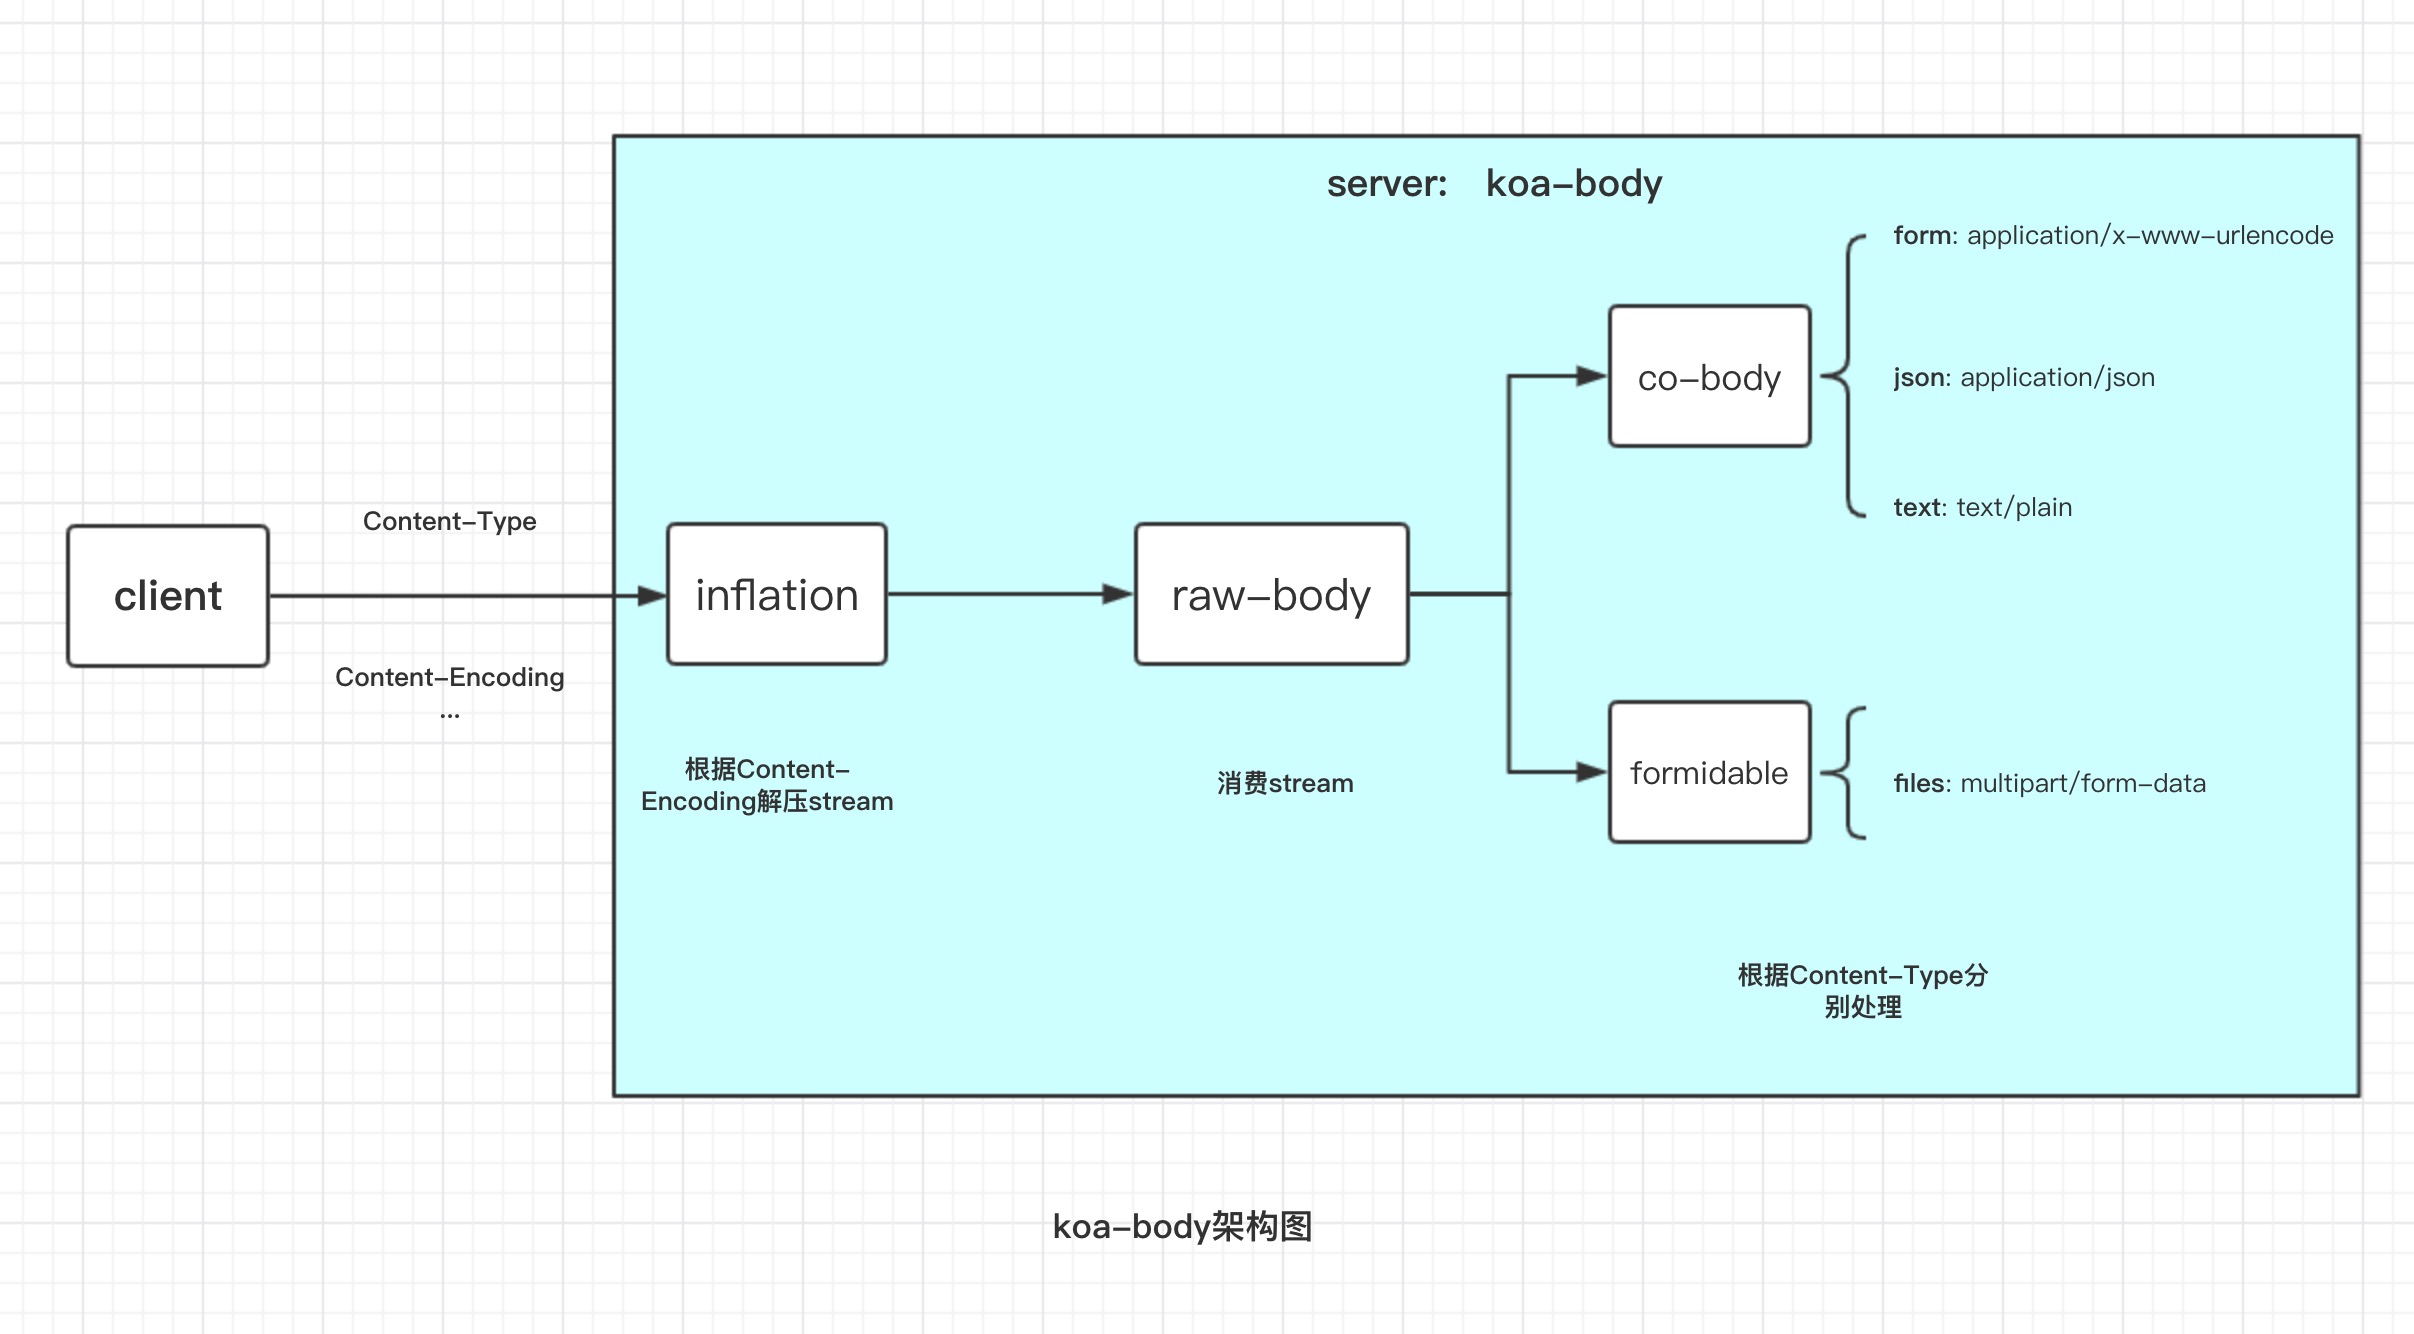 server: koa-body
form: application/x-www-urlencode
co-body
json: application/json
text: text/plain
Content-Type
client
inflation
raw-body
Content-Encoding
...
根据Content-
Encoding解压stream
消费stream
formidable
files: multipart/form-data
根据Content-Type分
别处理
koa-body架构图